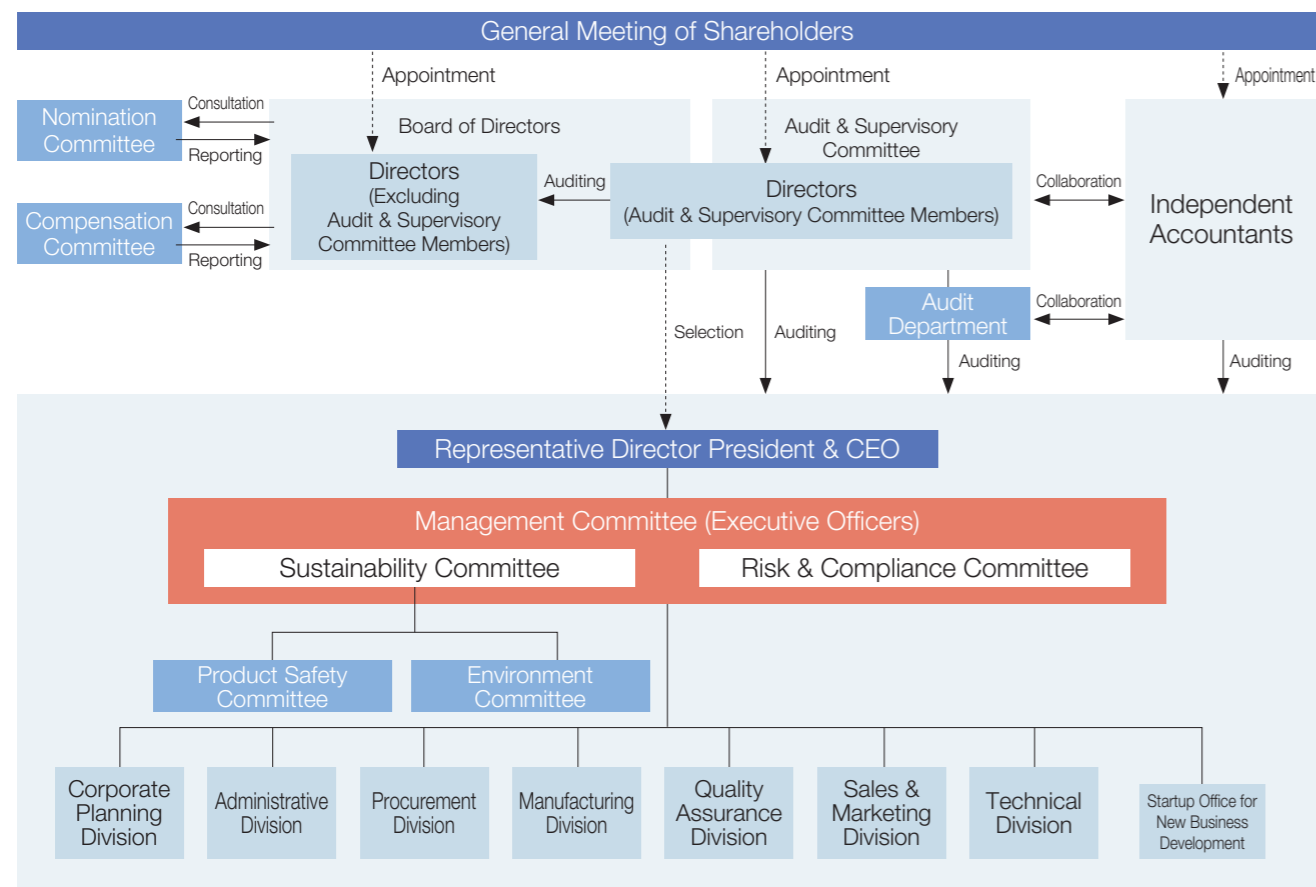 General Meeting of Shareholders
Appointment
Appointment
Appointment
Nomination
Committee
Consultation
Reporting
Board of Directors
Audit & Supervisory
Committee
Directors
(Excluding
Audit & Supervisory
Committee Members)
Auditing
Directors
(Audit & Supervisory Committee Members)
Collaboration
Independent
Accountants
Compensation
Committee
Consultation
Reporting
Audit
Department
Collaboration
Selection
Auditing
Auditing
Auditing
Representative Director President & CEO
Management Committee (Executive Officers)
Sustainability Committee
Risk & Compliance Committee
Product Safety
Committee
Environment
Committee
Corporate
Planning
Division
Administrative
Division
Procurement
Division
Manufacturing
Division
Quality
Assurance
Division
Sales &
Marketing
Division
Technical
Division
Startup Office for
New Business
Development